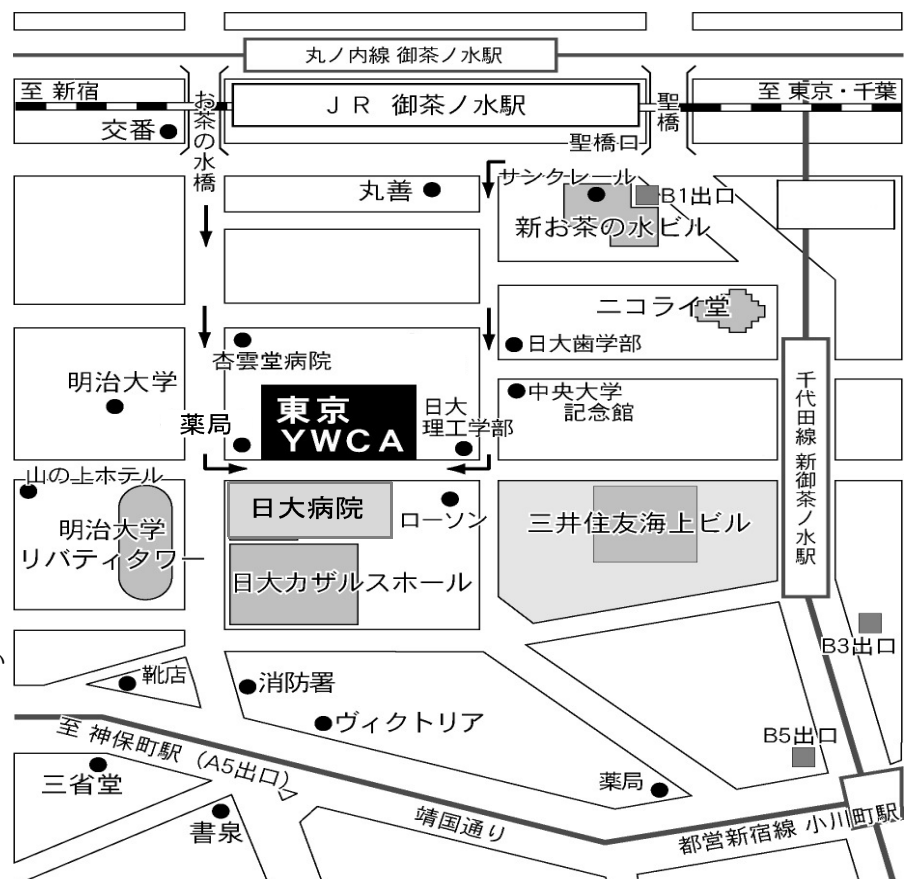 丸ノ内線 御茶ノ水駅
至 新宿
ＪＲ 御茶ノ水駅
至 東京・千葉
お茶の水橋
聖橋
交番
聖橋口
丸善
サンクレール
B1出口
新お茶の水ビル
ニコライ堂
日大歯学部
杏雲堂病院
明治大学
東京
YWCA
日大
理工学部
中央大学
記念館
薬局
千代田線 新御茶ノ水駅
山の上ホテル
明治大学
リバティタワー
日大病院
ローソン
三井住友海上ビル
日大カザルスホール
B3出口
靴店
消防署
ヴィクトリア
B5出口
至 神保町駅（A5出口）
三省堂
薬局
書泉
靖国通り
都営新宿線 小川町駅